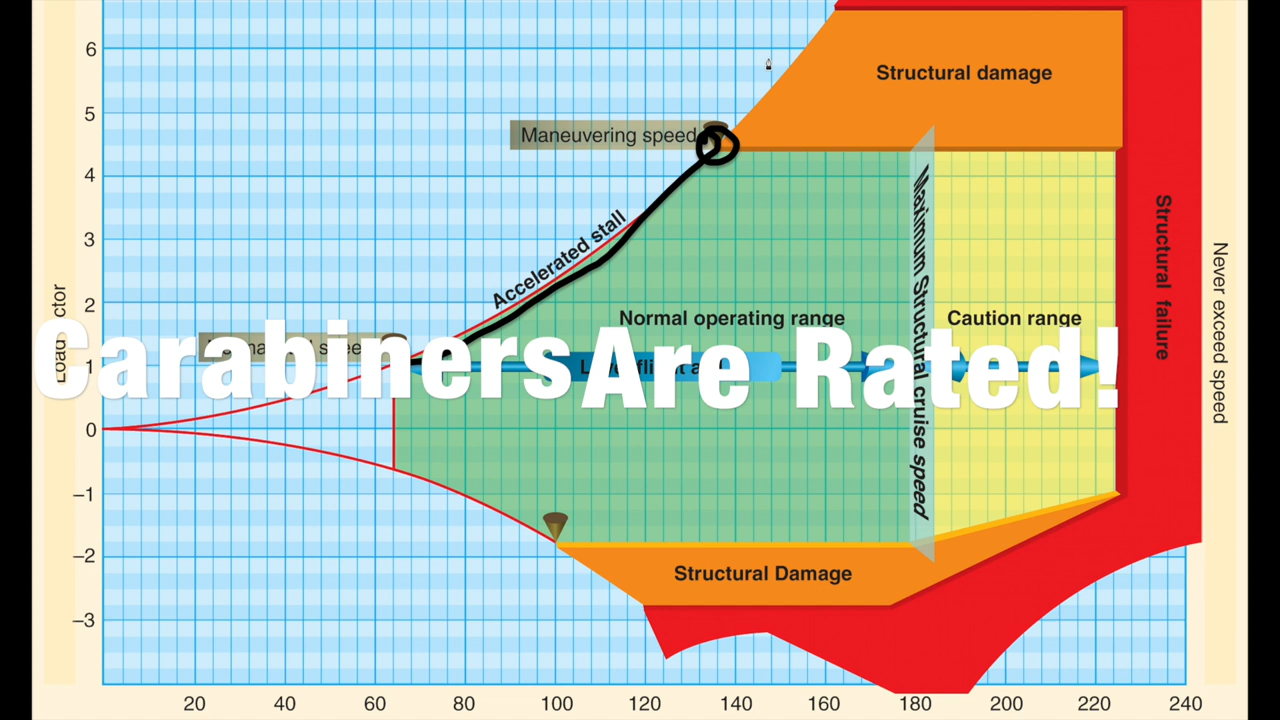 6
Structural damage
5
Maneuvering speed
4
Accelerated stall
3
Structural failure
Never exceed speed
Maximum Structural cruise speed
2
Normal operating range
Caution range
Carabiners Are Rated!
1
0
−1
−2
Structural Damage
−3
20 40 60 80 100 120 140 160 180 200 220 240